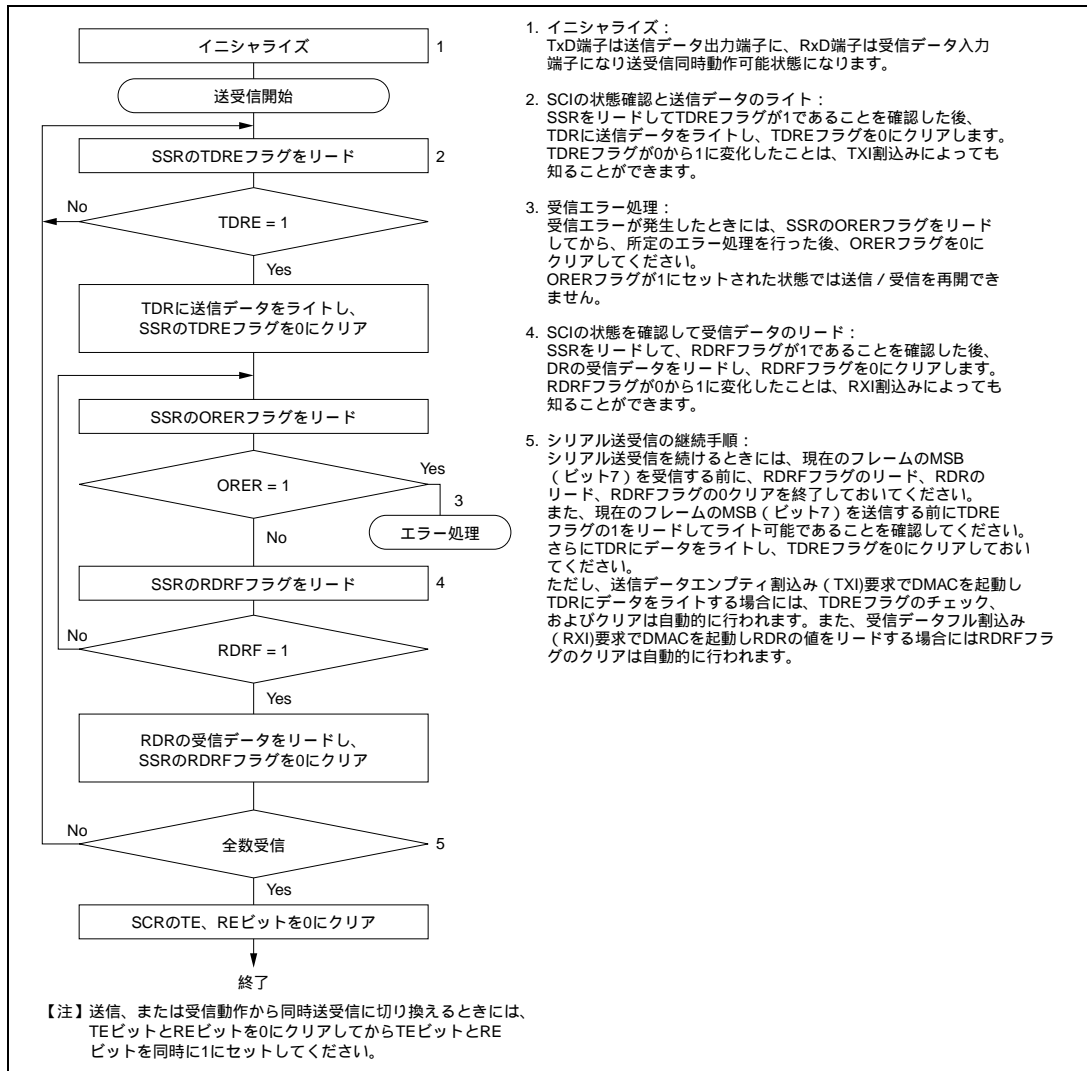 イニシャライズ
1
送受信開始
SSRのTDREフラグをリード
2
No
TDRE = 1
Yes
TDRに送信データをライトし、
SSRのTDREフラグを0にクリア
SSRのORERフラグをリード
Yes
ORER = 1
3
No
エラー処理
SSRのRDRFフラグをリード
4
No
RDRF = 1
Yes
RDRの受信データをリードし、
SSRのRDRFフラグを0にクリア
No
全数受信
5
Yes
SCRのTE、REビットを0にクリア
終了
【注】送信、または受信動作から同時送受信に切り換えるときには、
TEビットとREビットを0にクリアしてからTEビットとRE
ビットを同時に1にセットしてください。
1. イニシャライズ：
TxD端子は送信データ出力端子に、RxD端子は受信データ入力
端子になり送受信同時動作可能状態になります。
2. SCIの状態確認と送信データのライト：
SSRをリードしてTDREフラグが1であることを確認した後、
TDRに送信データをライトし、TDREフラグを0にクリアします。
TDREフラグが0から1に変化したことは、TXI割込みによっても
知ることができます。
3. 受信エラー処理：
受信エラーが発生したときには、SSRのORERフラグをリード
してから、所定のエラー処理を行った後、ORERフラグを0に
クリアしてください。
ORERフラグが1にセットされた状態では送信 / 受信を再開でき
ません。
4. SCIの状態を確認して受信データのリード：
SSRをリードして、RDRFフラグが1であることを確認した後、
DRの受信データをリードし、RDRFフラグを0にクリアします。
RDRFフラグが0から1に変化したことは、RXI割込みによっても
知ることができます。
5. シリアル送受信の継続手順：
シリアル送受信を続けるときには、現在のフレームのMSB
（ビット7）を受信する前に、RDRFフラグのリード、RDRの
リード、RDRFフラグの0クリアを終了しておいてください。
また、現在のフレームのMSB（ビット7）を送信する前にTDRE
フラグの1をリードしてライト可能であることを確認してください。
さらにTDRにデータをライトし、TDREフラグを0にクリアしておい
てください。
ただし、送信データエンプティ割込み（TXI)要求でDMACを起動し
TDRにデータをライトする場合には、TDREフラグのチェック、
およびクリアは自動的に行われます。また、受信データフル割込み
（RXI)要求でDMACを起動しRDRの値をリードする場合にはRDRFフラ
グのクリアは自動的に行われます。